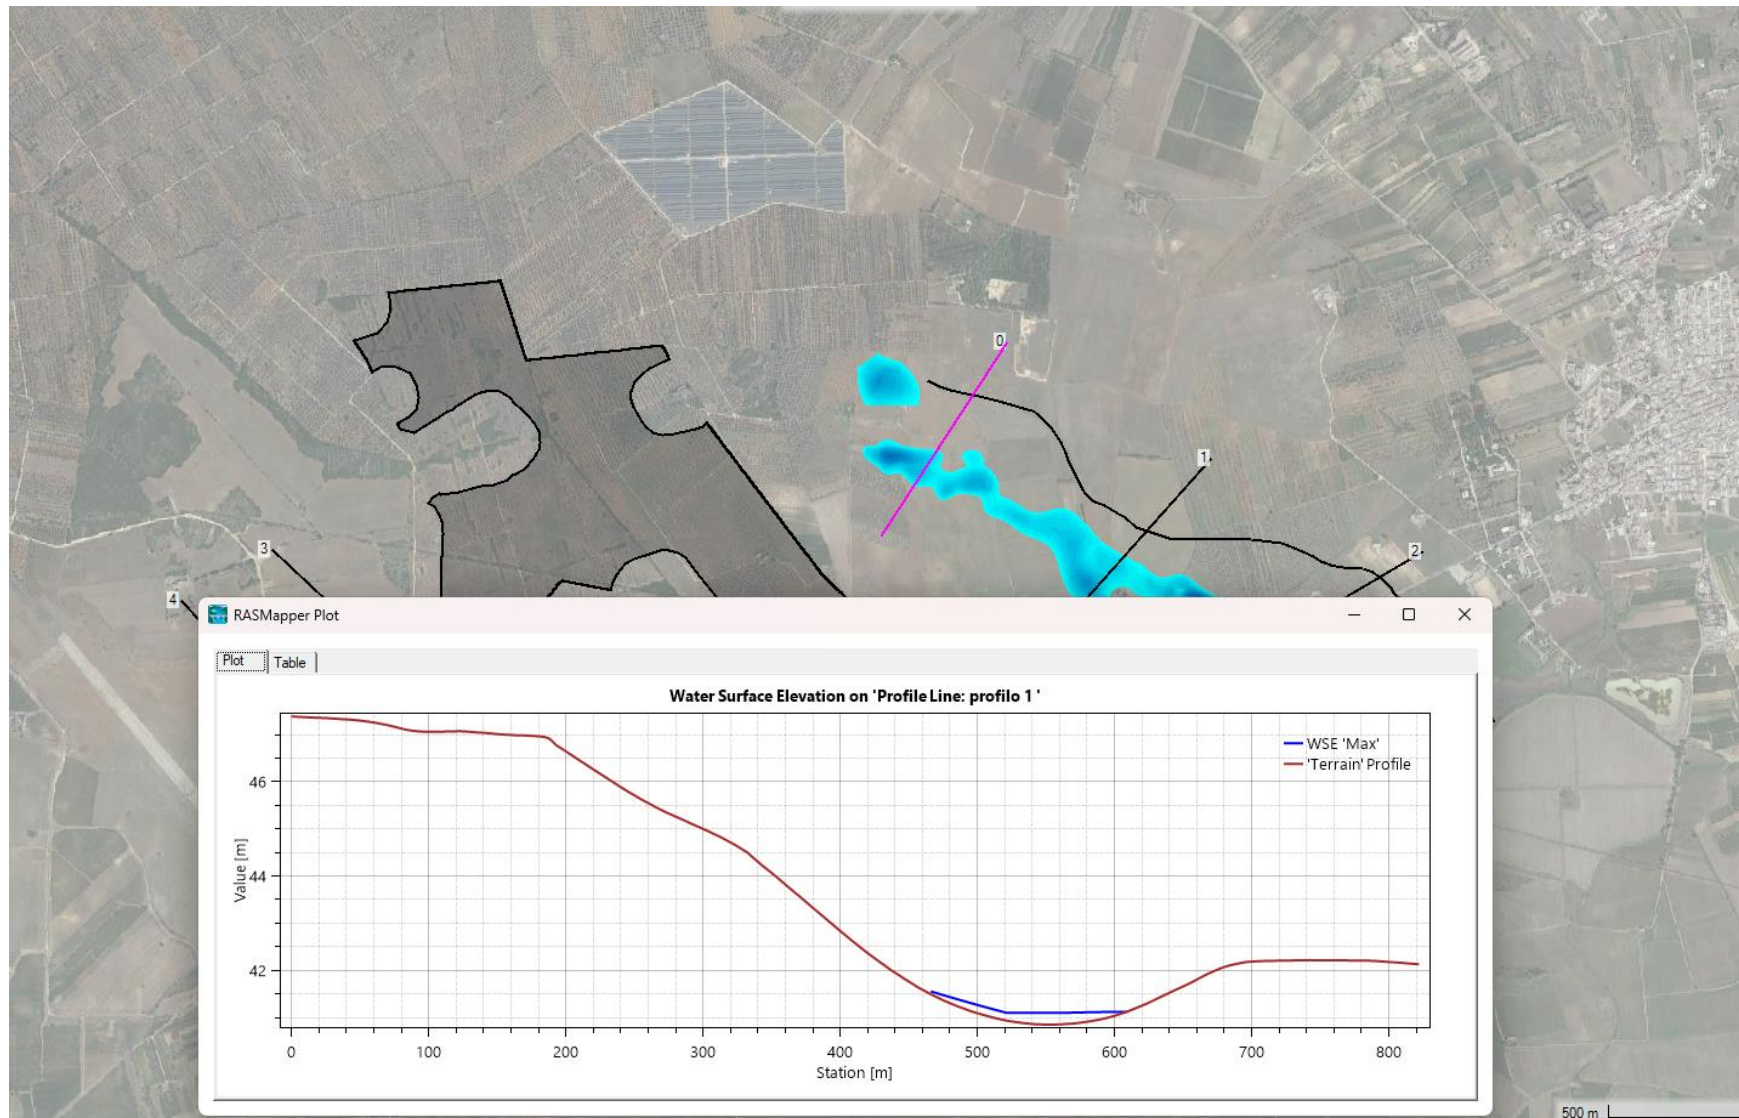 0
1
2
3
4
RASMapper Plot
Plot Table
Water Surface Elevation on 'Profile Line: profilo 1 '
WSE 'Max'
'Terrain' Profile
Value [m]
46
44
42
0 100 200 300 400 500 600 700 800
Station [m]
500 m